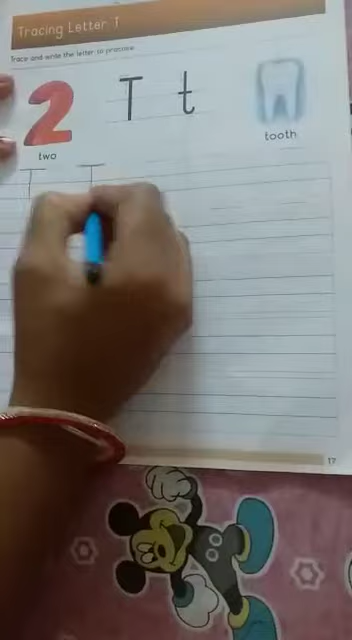 Tracing Letter T
Trace and write the letter to practice
2 T t
two
tooth
T T
17